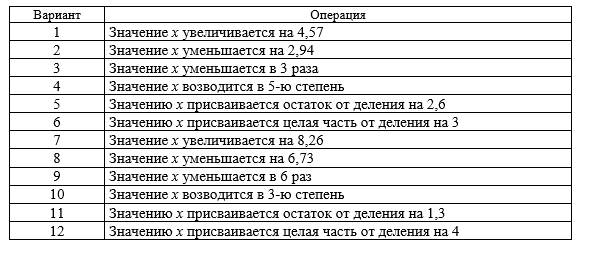 Вариант Операция
1 Значение x увеличивается на 4,57
2 Значение x уменьшается на 2,94
3 Значение x уменьшается в 3 раза
4 Значение x возводится в 5-ю степень
5 Значению x присваивается остаток от деления на 2,6
6 Значению x присваивается целая часть от деления на 3
7 Значение x увеличивается на 8,26
8 Значение x уменьшается на 6,73
9 Значение x уменьшается в 6 раз
10 Значение x возводится в 3-ю степень
11 Значению x присваивается остаток от деления на 1,3
12 Значению x присваивается целая часть от деления на 4